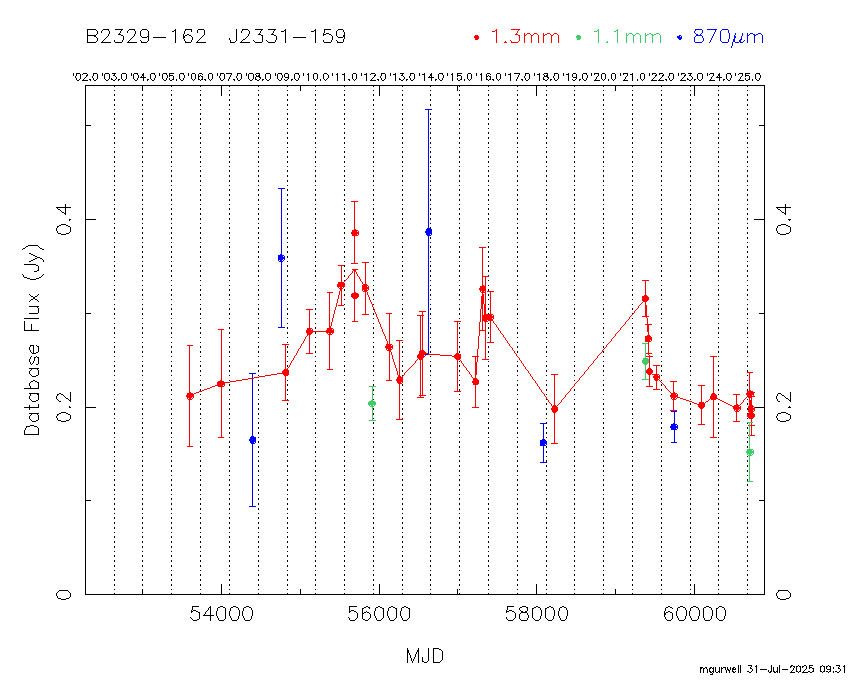 B2329-162 J2331-159 1.3mm 1.1mm 870µm
'02.0 '03.0 '04.0 '05.0 '06.0 '07.0 '08.0 '09.0 '10.0 '11.0 '12.0 '13.0 '14.0 '15.0 '16.0 '17.0 '18.0 '19.0 '20.0 '21.0 '22.0 '23.0 '24.0 '25.0
0.4 0.4
Database Flux (Jy)
0.2 0.2
0 0
54000 56000 58000 60000
MJD
mgurwell 31-Jul-2025 09:31